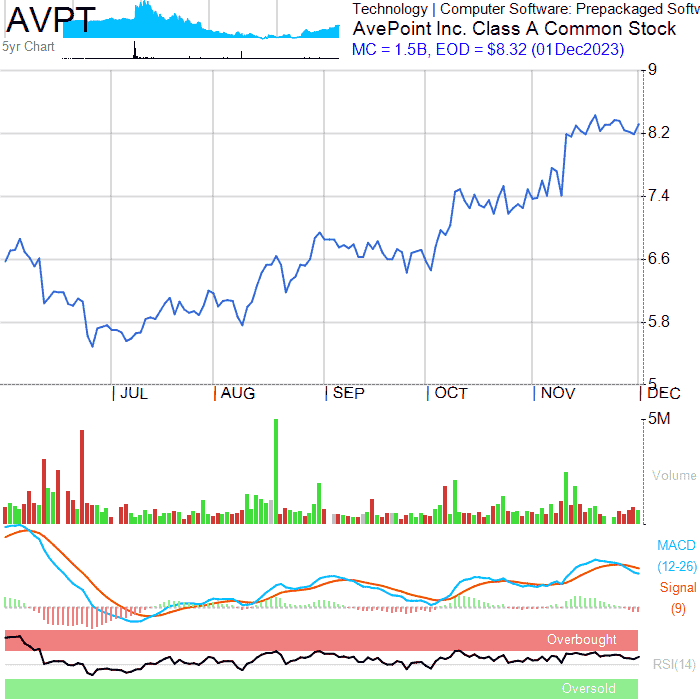 AVPT
5yr Chart
Technology | Computer Software: Prepackaged Softw
AvePoint Inc. Class A Common Stock
MC = 1.5B, EOD = $8.32 (01Dec2023)
9
8.2
7.4
6.6
5.8
5
JUL AUG SEP OCT NOV DEC
5M
Volume
MACD
(12-26)
Signal
(9)
Overbought
RSI(14)
Oversold